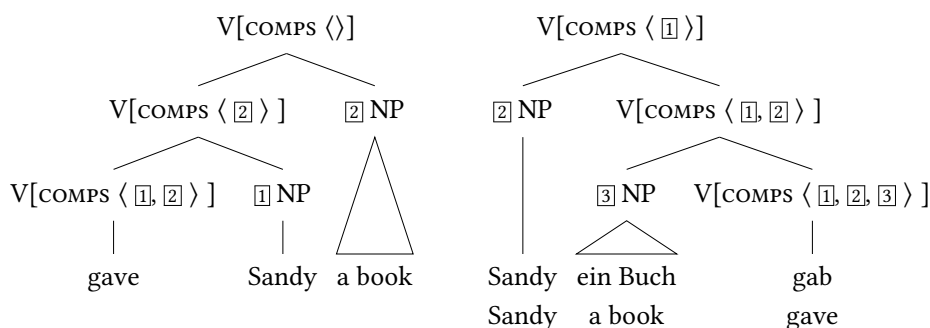 V[COMPS ⟨⟩] V[COMPS ⟨ 1 ⟩]
V[COMPS ⟨ 2 ⟩ ] 2 NP 2 NP V[COMPS ⟨ 1, 2 ⟩]
V[COMPS ⟨ 1, 2 ⟩ ] 1 NP 3 NP V[COMPS ⟨ 1, 2, 3 ⟩ ]
gave Sandy a book Sandy ein Buch gab
Sandy a book gave